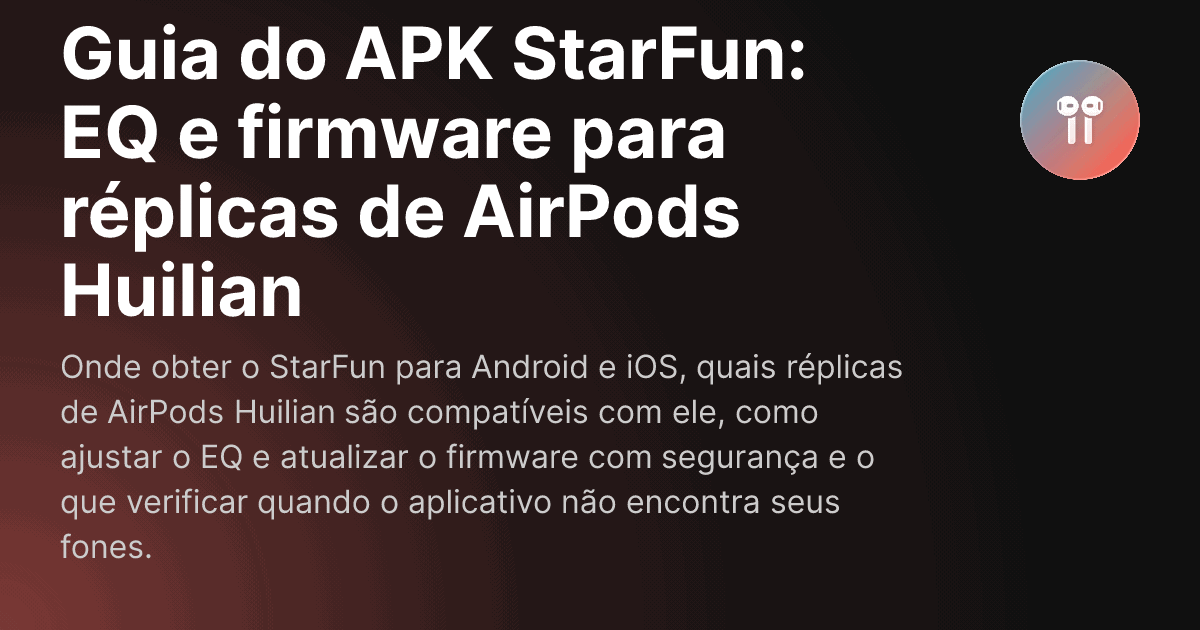 Guia do APK StarFun:
EQ e firmware para
réplicas de AirPods
Huilian
Onde obter o StarFun para Android e iOS, quais réplicas
de AirPods Huilian são compatíveis com ele, como
ajustar o EQ e atualizar o firmware com segurança e o
que verificar quando o aplicativo não encontra seus
fones.